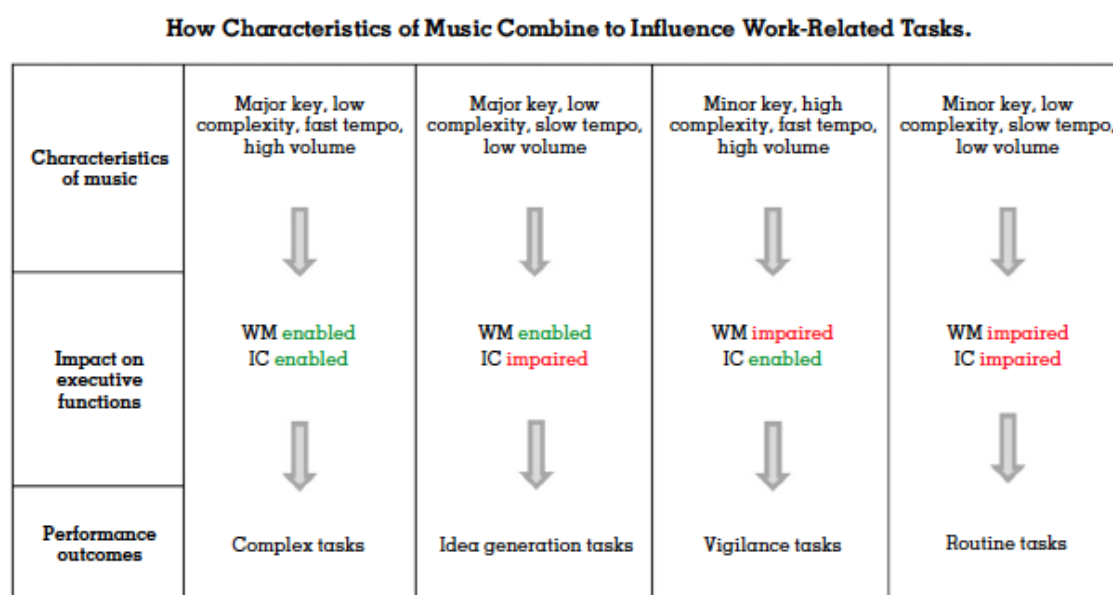 How Characteristics of Music Combine to Influence Work-Related Tasks.
Characteristics
of music
Major key, low
complexity, fast tempo,
high volume
Major key, low
complexity, slow tempo,
low volume
Minor key, high
complexity, fast tempo,
high volume
Minor key, low
complexity, slow tempo,
low volume
Impact on
executive
functions
WM enabled
IC enabled
WM enabled
IC impaired
WM impaired
IC enabled
WM impaired
IC impaired
Performance
outcomes
Complex tasks
Idea generation tasks
Vigilance tasks
Routine tasks